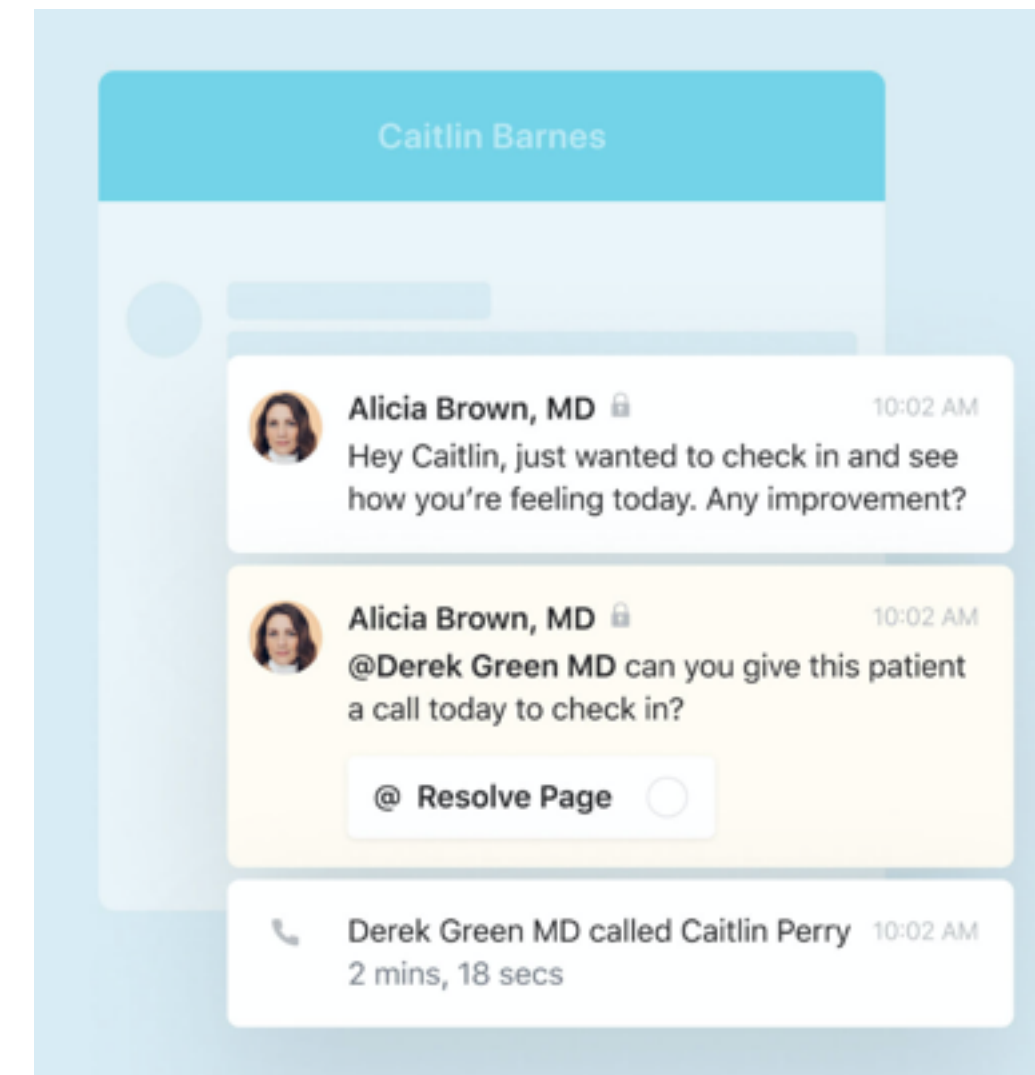 Caitlin Barnes
Alicia Brown, MD 10:02 AM
Hey Caitlin, just wanted to check in and see
how you’re feeling today. Any improvement?
Alicia Brown, MD 10:02 AM
@Derek Green MD can you give this patient
a call today to check in?
@ Resolve Page
Derek Green MD called Caitlin Perry 10:02 AM
2 mins, 18 secs